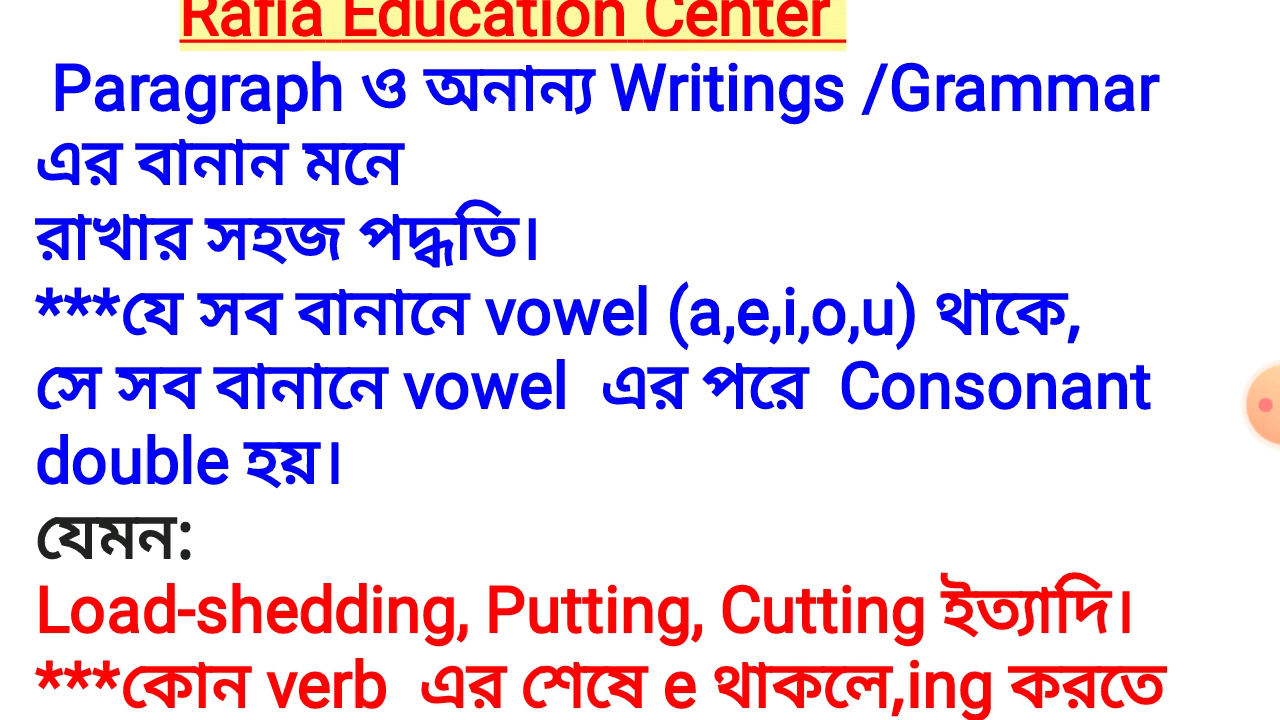 Rafia Education Center
Paragraph ও অনান্য Writings /Grammar
এর বানান মনে
রাখার সহজ পদ্ধতি।
***যে সব বানানে vowel (a,e,i,o,u) থাকে,
সে সব বানানে vowel এর পরে Consonant
double হয়।
যেমন:
Load-shedding, Putting, Cutting ইত্যাদি।
***কোন verb এর শেষে e থাকলে,ing করতে